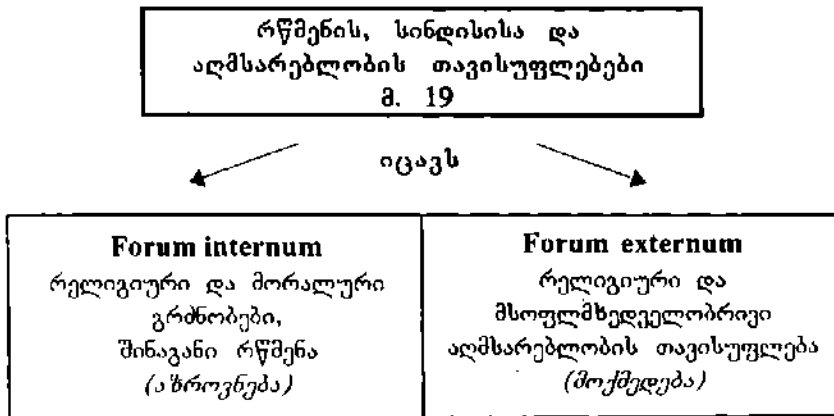 რწმენის, სინდისისა და
აღმსარებლობის თავისუფლებები
მ. 19
იცავს
Forum internum
რელიგიური და მორალური
გრძნობები,
შინაგანი რწმენა
(აზროვნება)
Forum externum
რელიგიური და
მსოფლმხედველობრივი
აღმსარებლობის თავისუფლება
(მოქმედება)